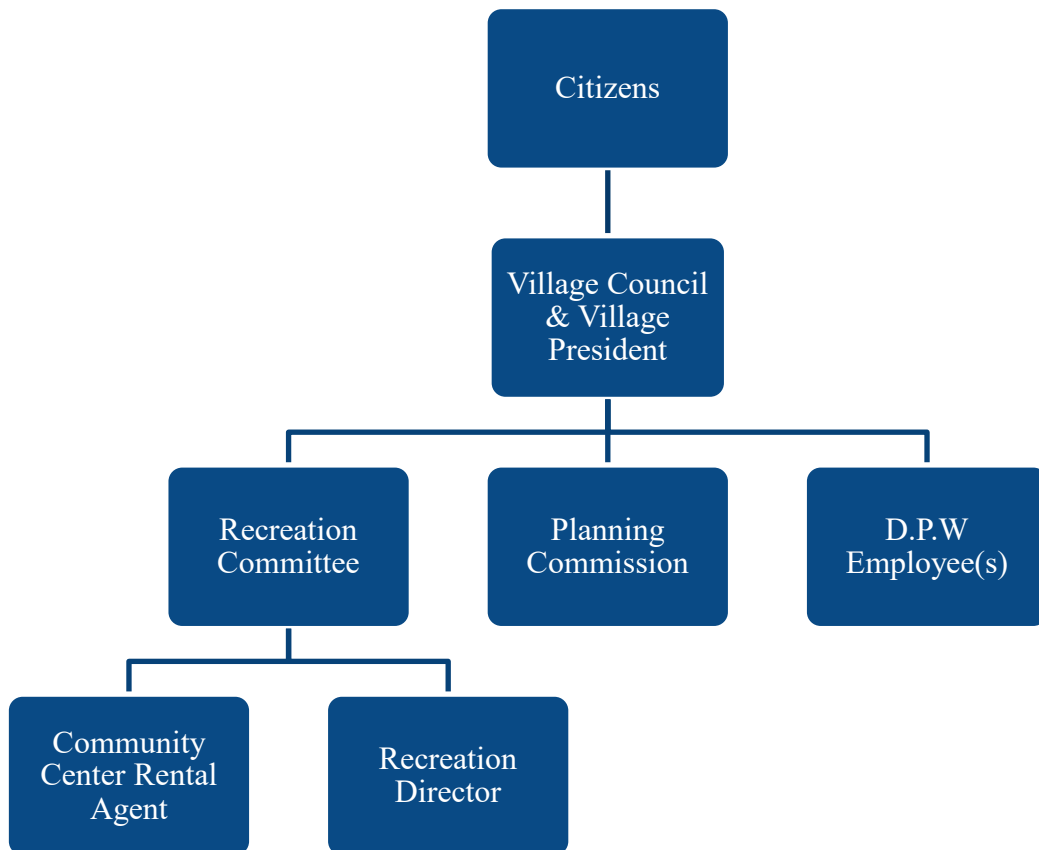 Citizens
Village Council
& Village
President
Recreation
Committee
Planning
Commission
D.P.W
Employee(s)
Community
Center Rental
Agent
Recreation
Director